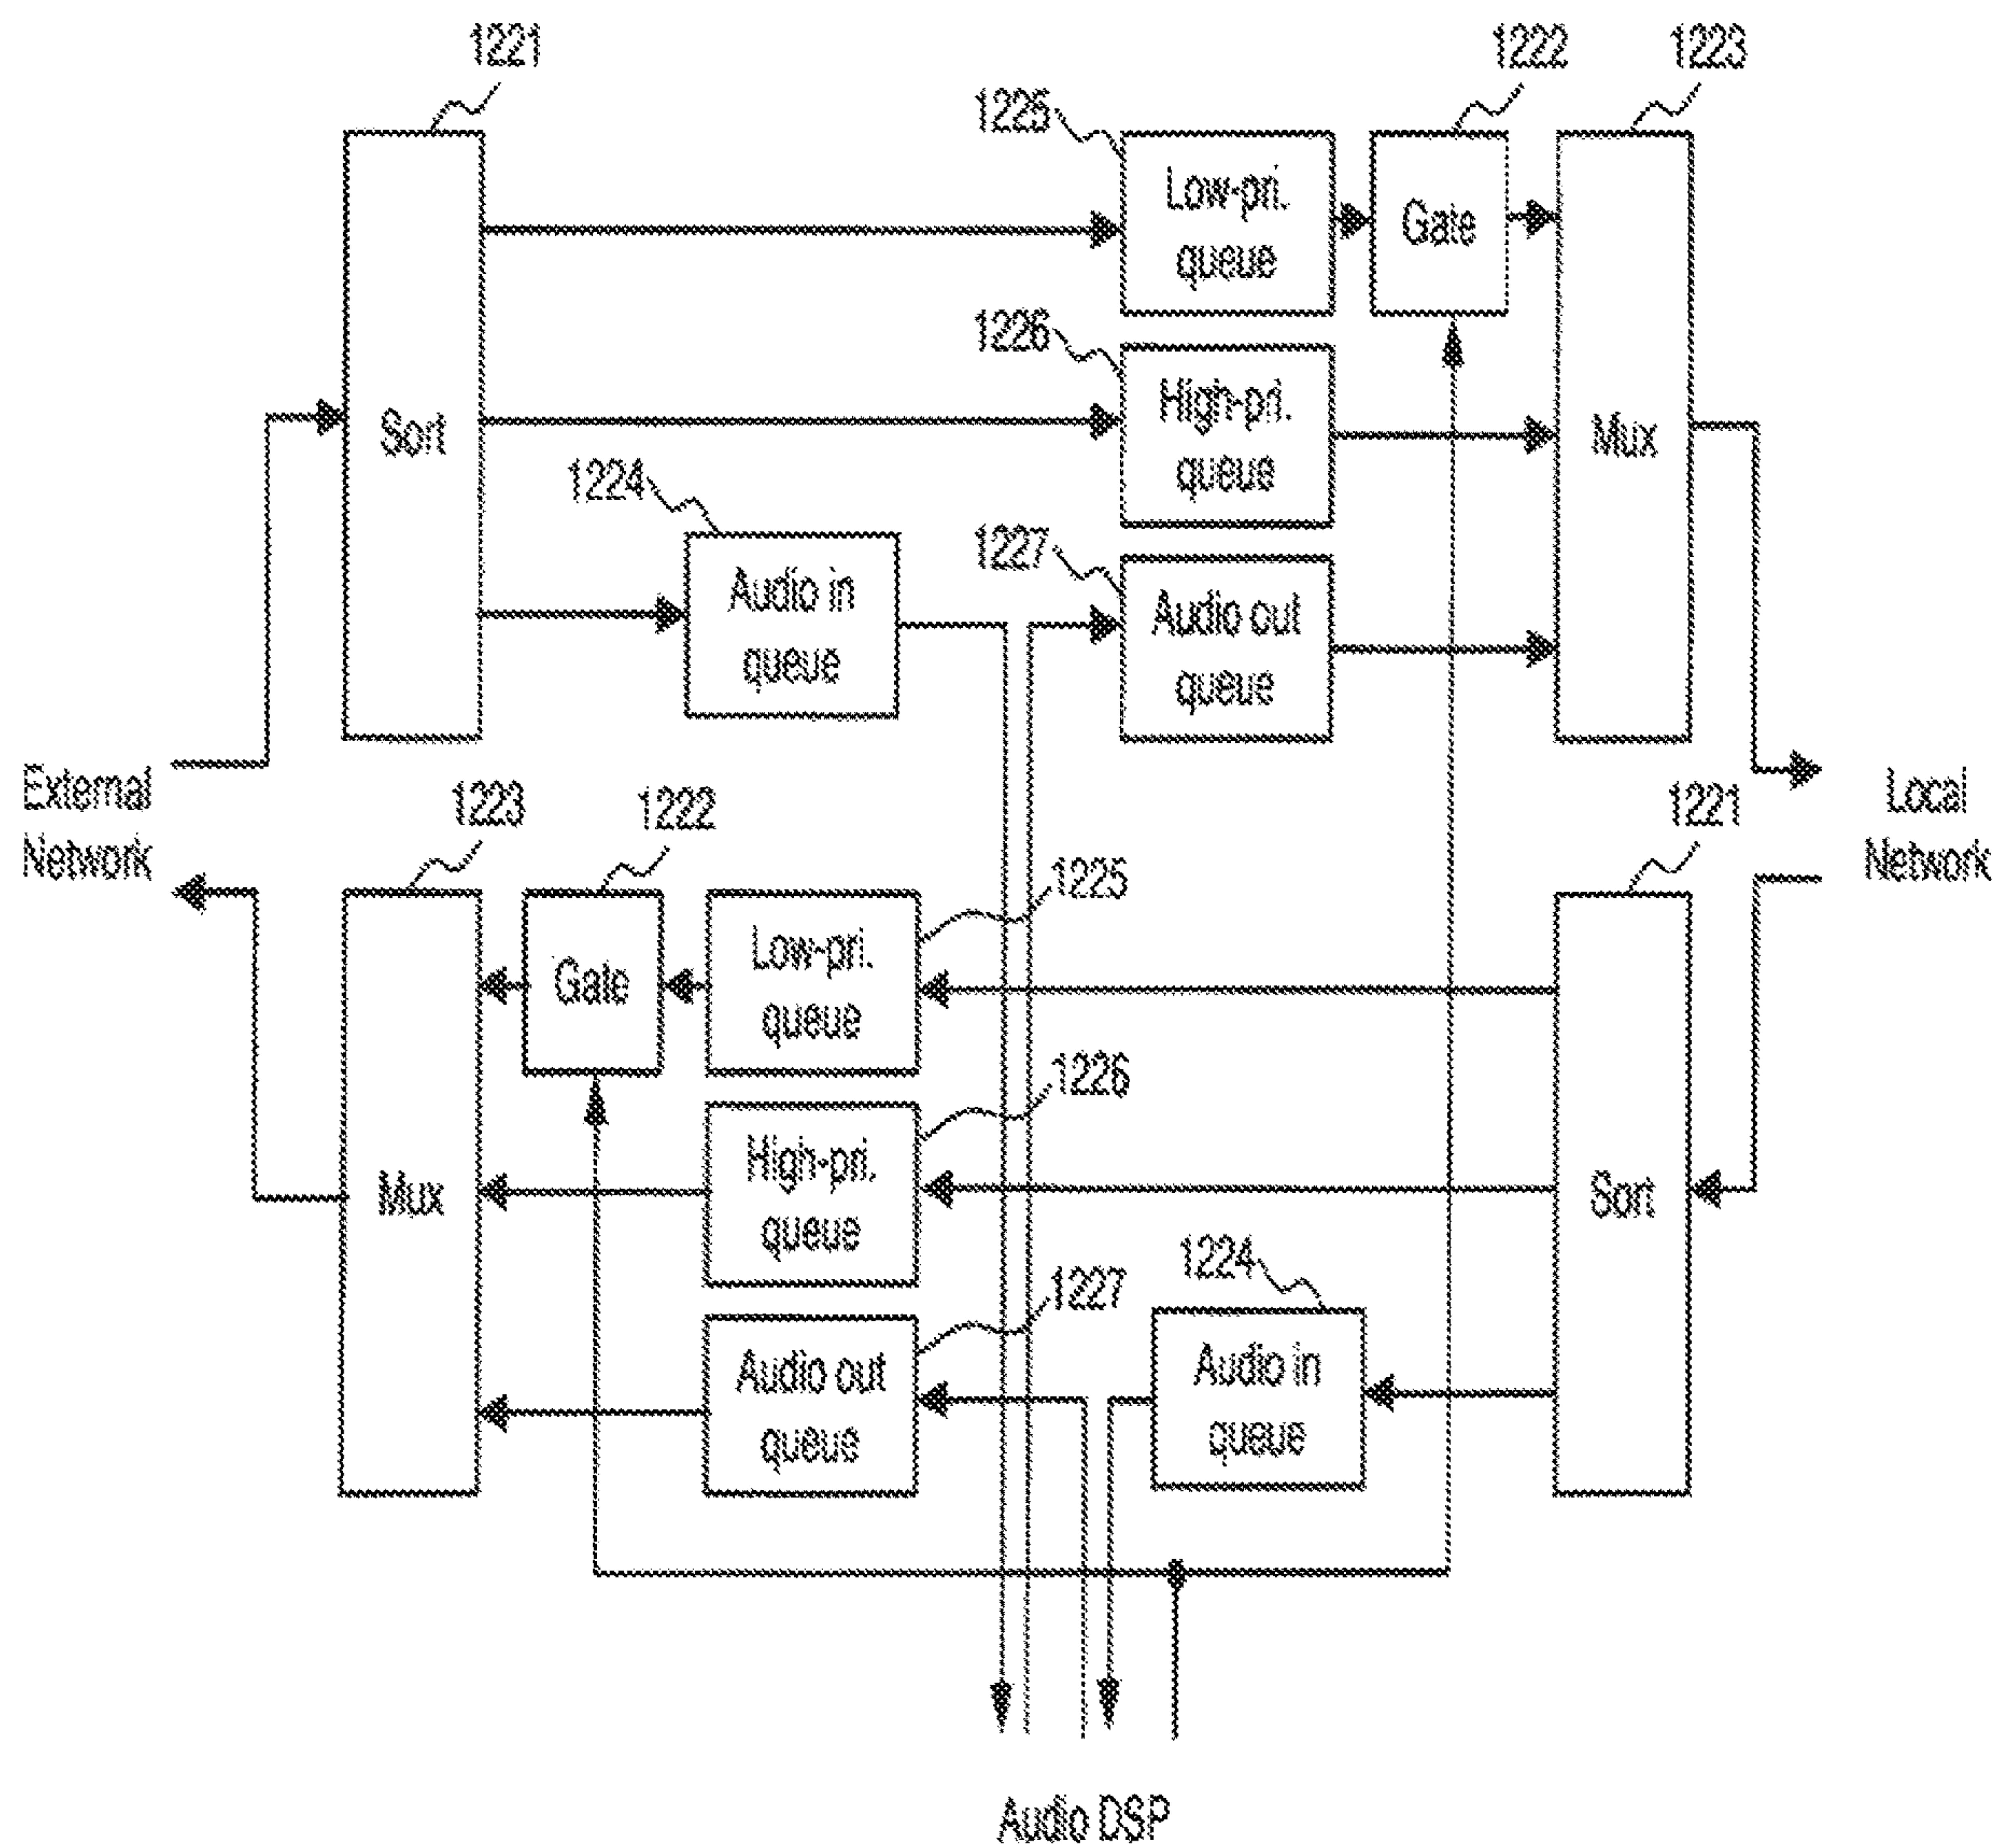 1221
1222
1223
1225
Low-pri.
queue
Gate
1226
High-pri.
queue
Sort
Mux
1224
Audio in
queue
1227
Audio out
queue
External
Network
Local
Network
1223
1222
1221
1225
Gate
Low-pri.
queue
1226
High-pri.
queue
Mux
Sort
1224
1227
Audio out
queue
Audio in
queue
Audio DSP